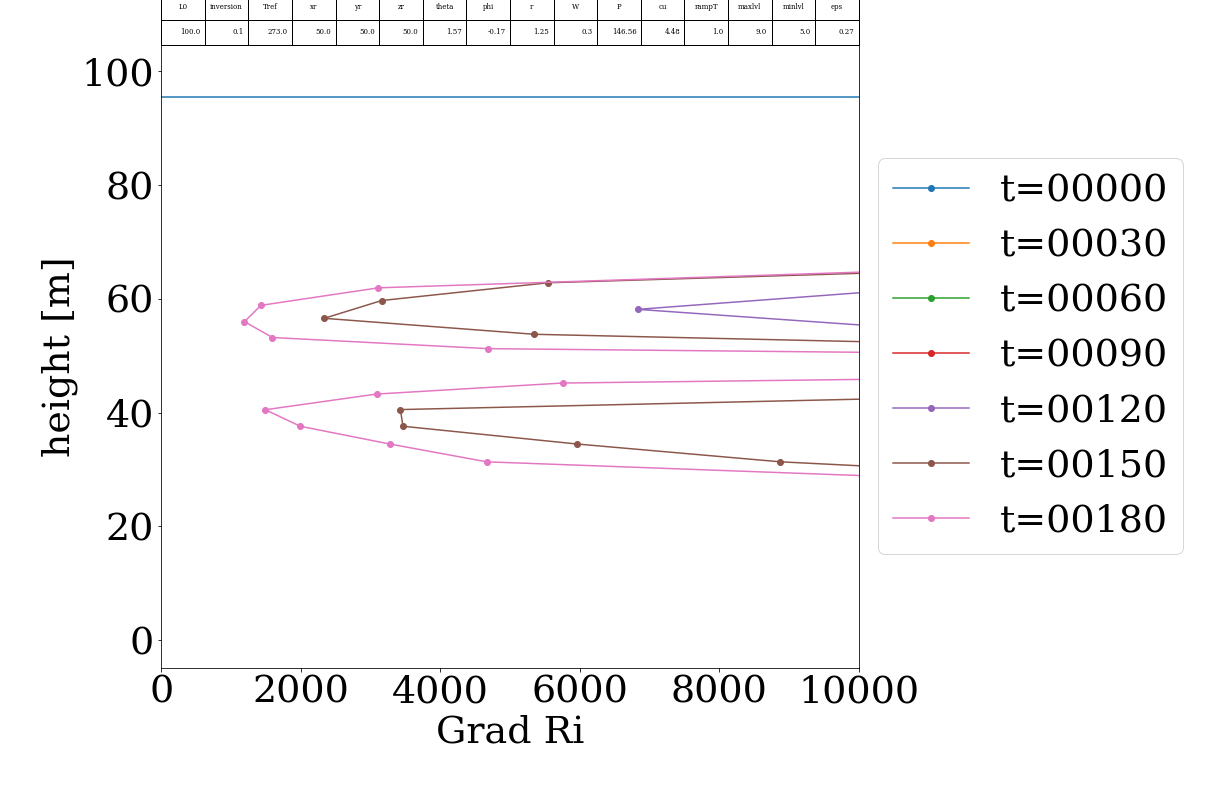 L0 inversion Tref xr yr zr theta phi r W P cu rampT maxlvl minlvl eps
100.0 0.1 273.0 50.0 50.0 50.0 1.57 -0.17 1.25 0.3 146.56 4.48 1.0 9.0 5.0 0.27
100
80
60
40
20
0
height [m]
0 2000 4000 6000 8000 10000
Grad Ri
t=00000
t=00030
t=00060
t=00090
t=00120
t=00150
t=00180